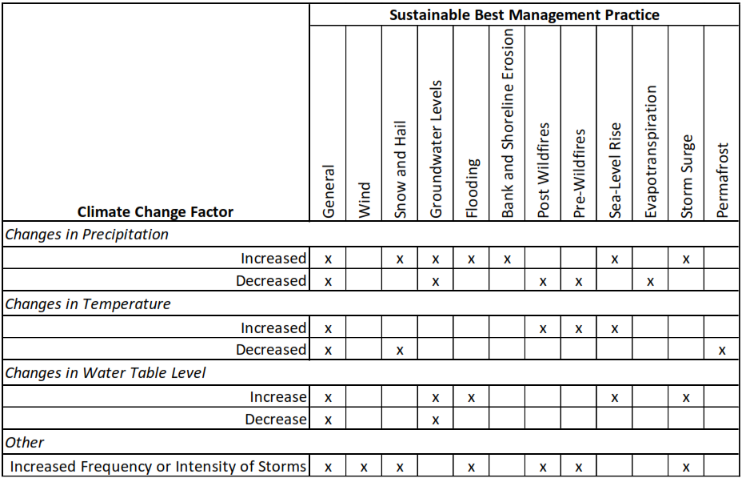 Sustainable Best Management Practice
Climate Change Factor
General
Wind
Snow and Hail
Groundwater Levels
Flooding
Bank and Shoreline Erosion
Post Wildfires
Pre-Wildfires
Sea-Level Rise
Evapotranspiration
Storm Surge
Permafrost
Changes in Precipitation
Increased x x x x x x x
Decreased x x x x x
Changes in Temperature
Increased x x x x
Decreased x x x
Changes in Water Table Level
Increase x x x x x
Decrease x x
Other
Increased Frequency or Intensity of Storms x x x x x x x